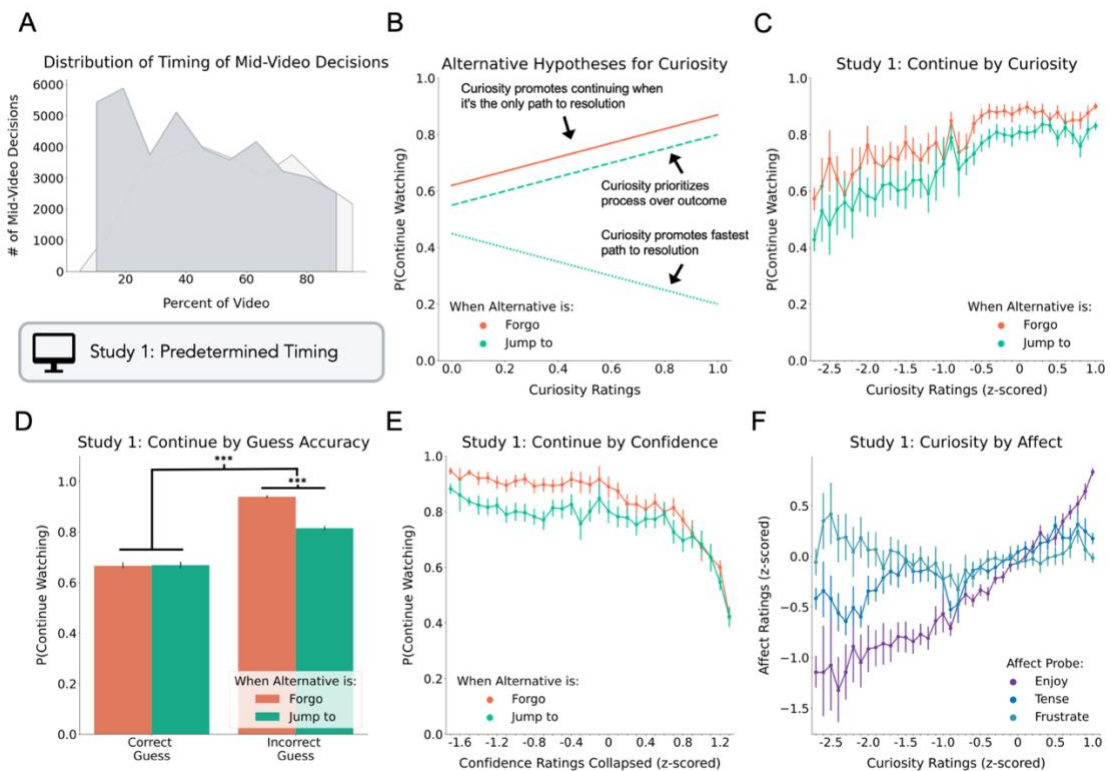 A
Distribution of Timing of Mid-Video Decisions
6000
5000
4000
3000
2000
1000
0
# of Mid-Video Decisions
20
40
60
80
Percent of Video
Study 1: Predetermined Timing
B
Alternative Hypotheses for Curiosity
1.0
0.8
0.6
0.4
0.2
0.0
P(Continue Watching)
Curiosity promotes continuing when
it's the only path to resolution
Curiosity prioritizes
process over outcome
Curiosity promotes fastest
path to resolution
When Alternative is:
Forgo
Jump to
0.0
0.2
0.4
0.6
0.8
1.0
Curiosity Ratings
C
Study 1: Continue by Curiosity
1.0
0.8
0.6
0.4
0.2
0.0
P(Continue Watching)
When Alternative is:
Forgo
Jump to
-2.5
-2.0
-1.5
-1.0
-0.5
0
0.5
1.0
Curiosity Ratings (z-scored)
D
Study 1: Continue by Guess Accuracy
1.0
0.8
0.6
0.4
0.2
0.0
P(Continue Watching)
***
***
When Alternative is:
Forgo
Jump to
Correct
Guess
Incorrect
Guess
E
Study 1: Continue by Confidence
1.0
0.8
0.6
0.4
0.2
0.0
P(Continue Watching)
When Alternative is:
Forgo
Jump to
-1.6
-1.2
-0.8
-0.4
0
0.4
0.8
1.2
Confidence Ratings Collapsed (z-scored)
F
Study 1: Curiosity by Affect
0.5
0.0
−0.5
−1.0
−1.5
Affect Ratings (z-scored)
Affect Probe:
Enjoy
Tense
Frustrate
-2.5
-2.0
-1.5
-1.0
-0.5
0
0.5
1.0
Curiosity Ratings (z-scored)